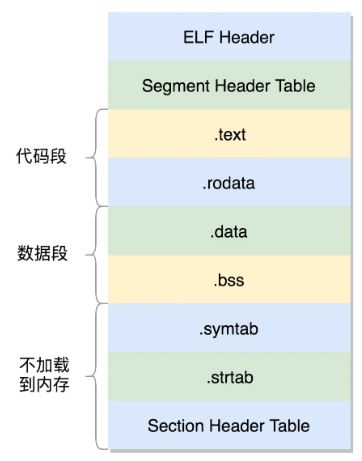 ELF Header
Segment Header Table
代码段
.text
.rodata
数据段
.data
.bss
不加载
到内存
.symtab
.strtab
Section Header Table